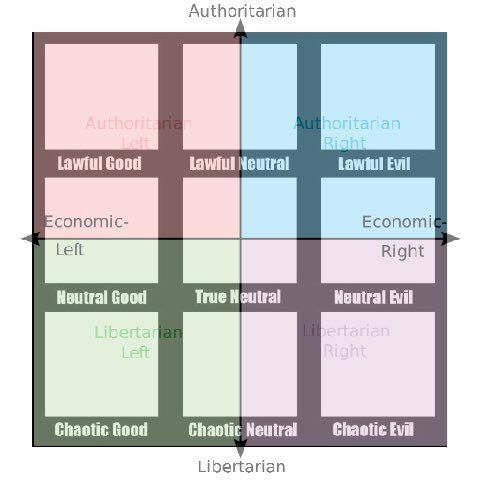 Authoritarian
Authoritarian
Left
Authoritarian
Right
Lawful Good
Lawful Neutral
Lawful Evil
Economic-
Left
Economic-
Right
Neutral Good
True Neutral
Neutral Evil
Libertarian
Left
Libertarian
Right
Chaotic Good
Chaotic Neutral
Chaotic Evil
Libertarian